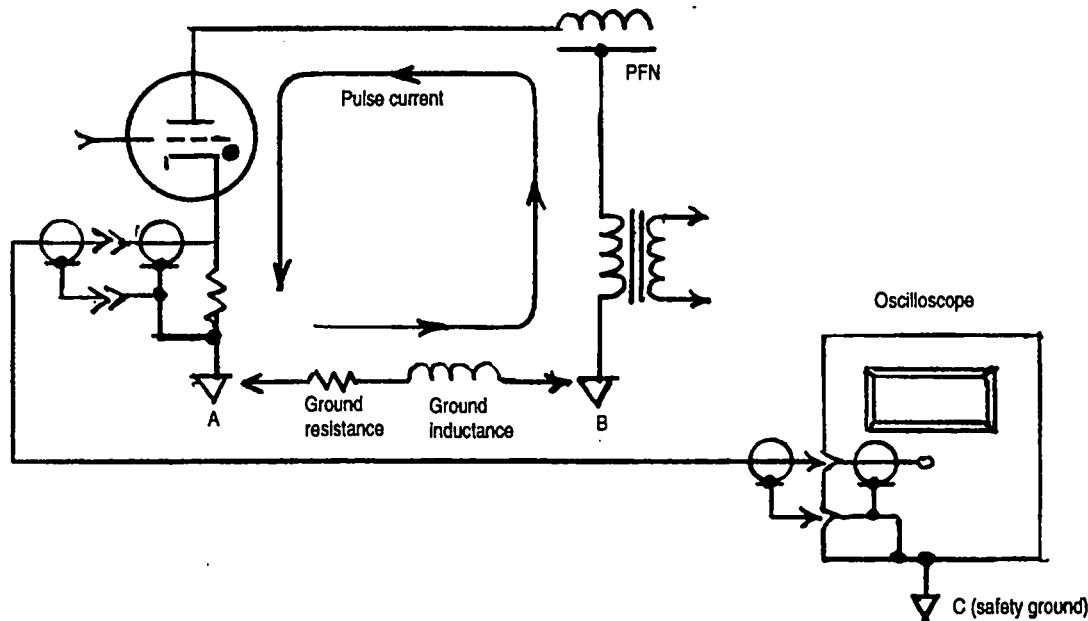 PFN
Pulse current
Oscilloscope
A
Ground
resistance
Ground
inductance
B
C (safety ground)